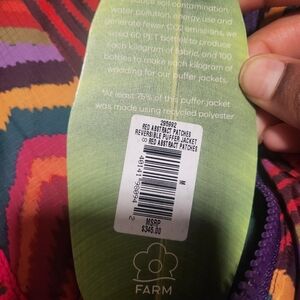 reduce soil contamination,
water pollution, energy use and
greenhouse CO2 emissions, we
used 60 PET bottles to produce
each kilogram of fabric, and 100
bottles to make each kilogram of
wadding for our puffer jackets.
*At least 75% of this puffer jacket
was made using recycled polyester
295992
RED ABSTRACT PATCHES
REVERSIBLE PUFFER JACKET
RED ABSTRACT PATCHES
M
MSRP
$345.00
FARM